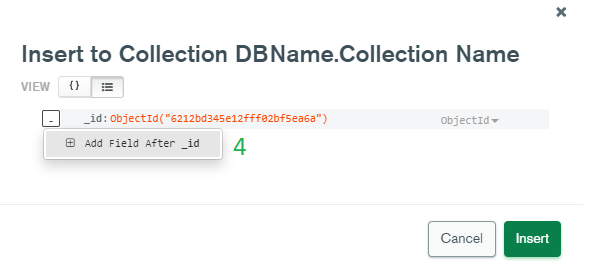 Insert to Collection DBName.Collection Name
VIEW {}
- _id: ObjectId("6212bd345e12fff02bf5ea6a") ObjectId
Add Field After _id 4
Cancel Insert